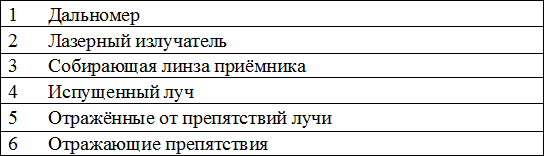 1 Дальномер
2 Лазерный излучатель
3 Собирающая линза приёмника
4 Испущенный луч
5 Отражённые от препятствий лучи
6 Отражающие препятствия